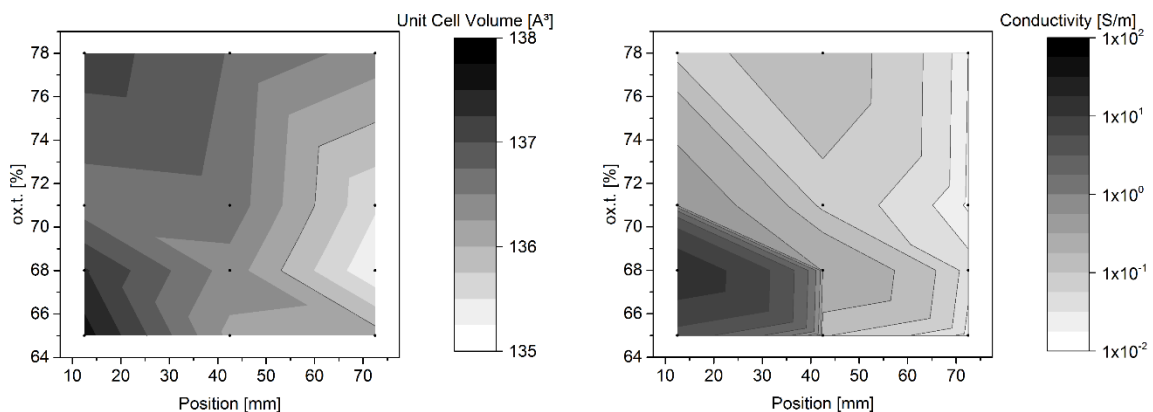 Unit Cell Volume [A³]
78
76
74
72
70
68
66
64
ox.t. [%]
10 20 30 40 50 60 70
Position [mm]
138
137
136
135
Conductivity [S/m]
78
76
74
72
70
68
66
64
ox.t. [%]
10 20 30 40 50 60 70
Position [mm]
1x10²
1x10¹
1x10⁰
1x10⁻¹
1x10⁻²